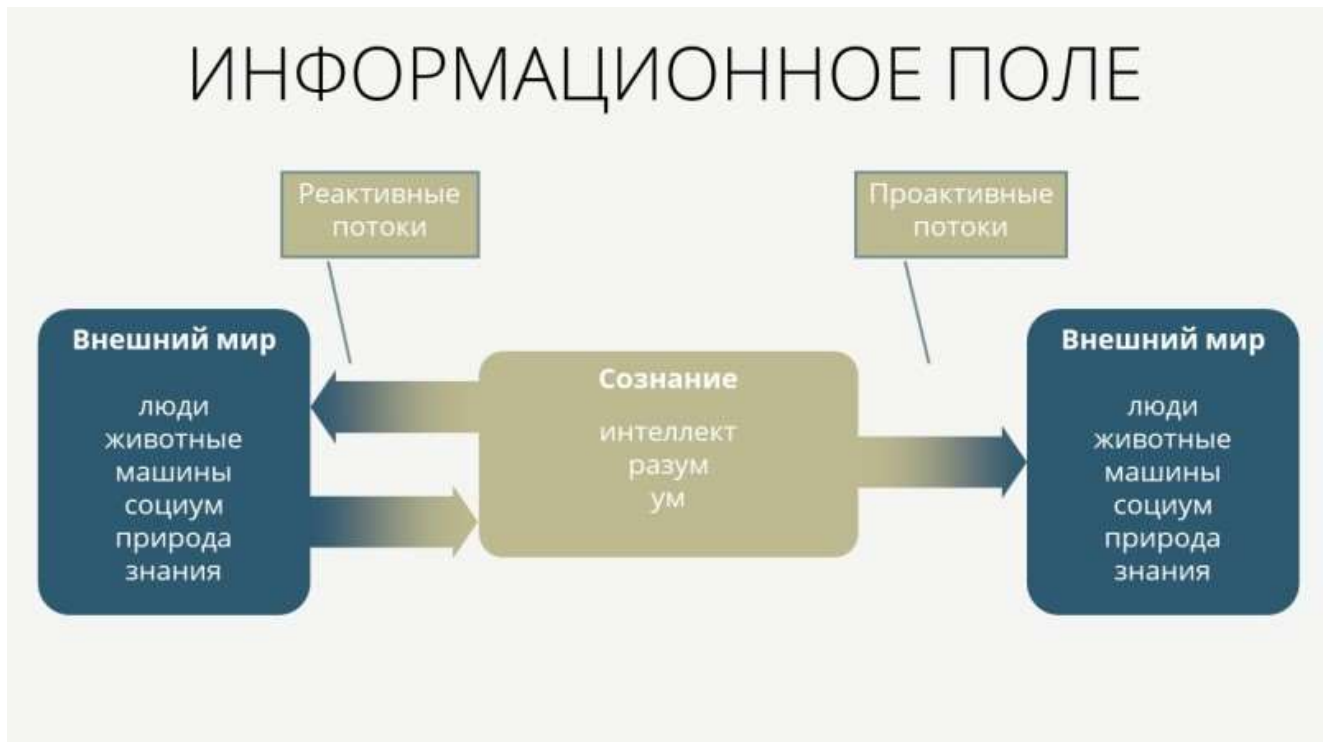 ИНФОРМАЦИОННОЕ ПОЛЕ
Реактивные
потоки
Проактивные
потоки
Внешний мир
люди
животные
машины
социум
природа
знания
Сознание
интеллект
разум
ум
Внешний мир
люди
животные
машины
социум
природа
знания